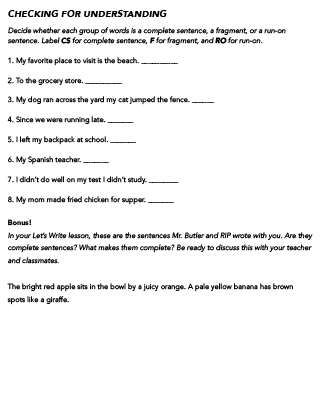 CHECKING FOR UNDERSTANDING
Decide whether each group of words is a complete sentence, a fragment, or a run-on
sentence. Label CS for complete sentence, F for fragment, and RO for run-on.
1. My favorite place to visit is the beach. __________
2. To the grocery store. __________
3. My dog ran across the yard my cat jumped the fence. ______
4. Since we were running late. _______
5. I left my backpack at school. _______
6. My Spanish teacher. _______
7. I didn't do well on my test I didn't study. ________
8. My mom made fried chicken for supper. _______
Bonus!
In your Let's Write lesson, these are the sentences Mr. Butler and RIP wrote with you. Are they
complete sentences? What makes them complete? Be ready to discuss this with your teacher
and classmates.
The bright red apple sits in the bowl by a juicy orange. A pale yellow banana has brown
spots like a giraffe.